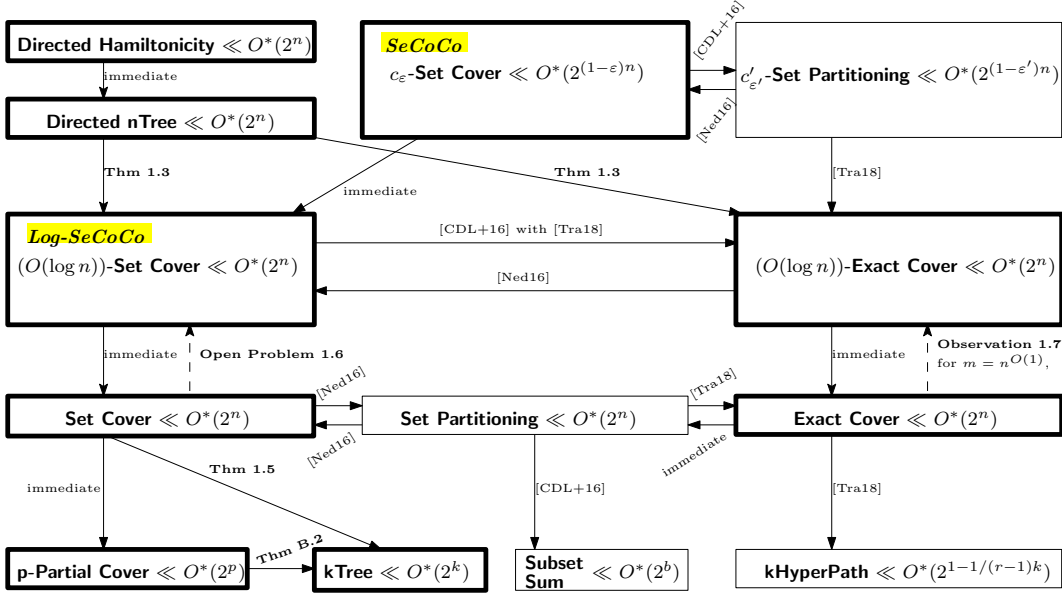 Directed Hamiltonicity ≪ O*(2^n)
SeCoCo
c_ε-Set Cover ≪ O*(2^{(1−ε)n})
[CDL+16]
c′_{ε′}-Set Partitioning ≪ O*(2^{(1−ε′)n})
[Ned16]
immediate
Directed nTree ≪ O*(2^n)
Thm 1.3
immediate
Thm 1.3
[Tra18]
Log-SeCoCo
(O(log n))-Set Cover ≪ O*(2^n)
[CDL+16] with [Tra18]
[Ned16]
(O(log n))-Exact Cover ≪ O*(2^n)
immediate
Open Problem 1.6
immediate
Observation 1.7
for m = n^{O(1)},
Set Cover ≪ O*(2^n)
[Ned16]
[Ned16]
Set Partitioning ≪ O*(2^n)
[Tra18]
immediate
Exact Cover ≪ O*(2^n)
immediate
Thm 1.5
[CDL+16]
[Tra18]
p-Partial Cover ≪ O*(2^p)
Thm B.2
kTree ≪ O*(2^k)
Subset
Sum ≪ O*(2^b)
kHyperPath ≪ O*(2^{1−1/(r−1)k})